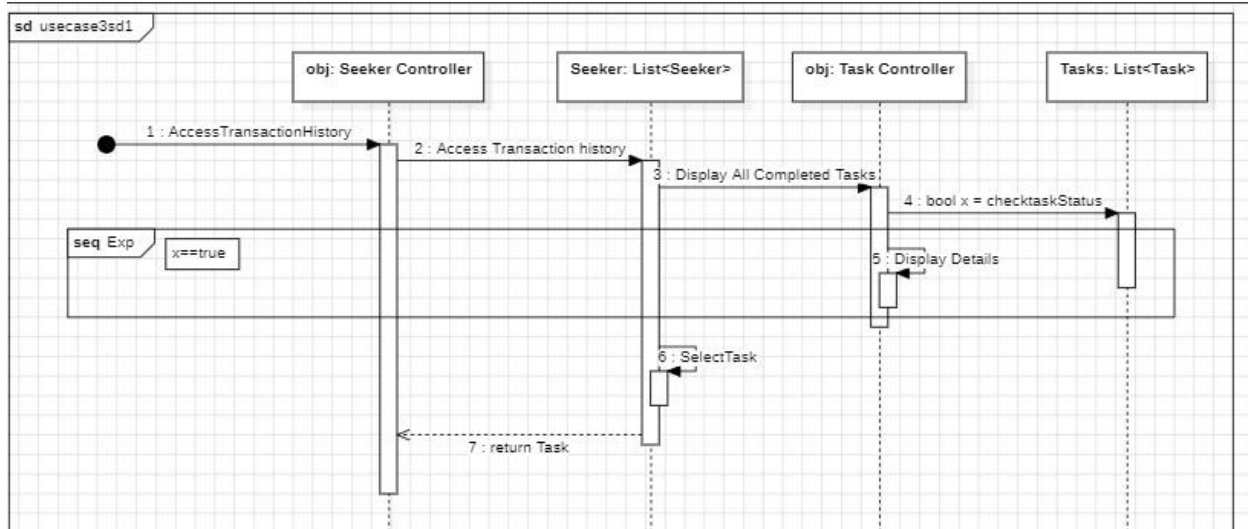 sd usecase3sd1
obj: Seeker Controller
Seeker: List<Seeker>
obj: Task Controller
Tasks: List<Task>
1 : AccessTransactionHistory
2 : Access Transaction history
3 : Display All Completed Tasks
4 : bool x = checktaskStatus
seq Exp
x==true
5 : Display Details
6 : SelectTask
7 : return Task